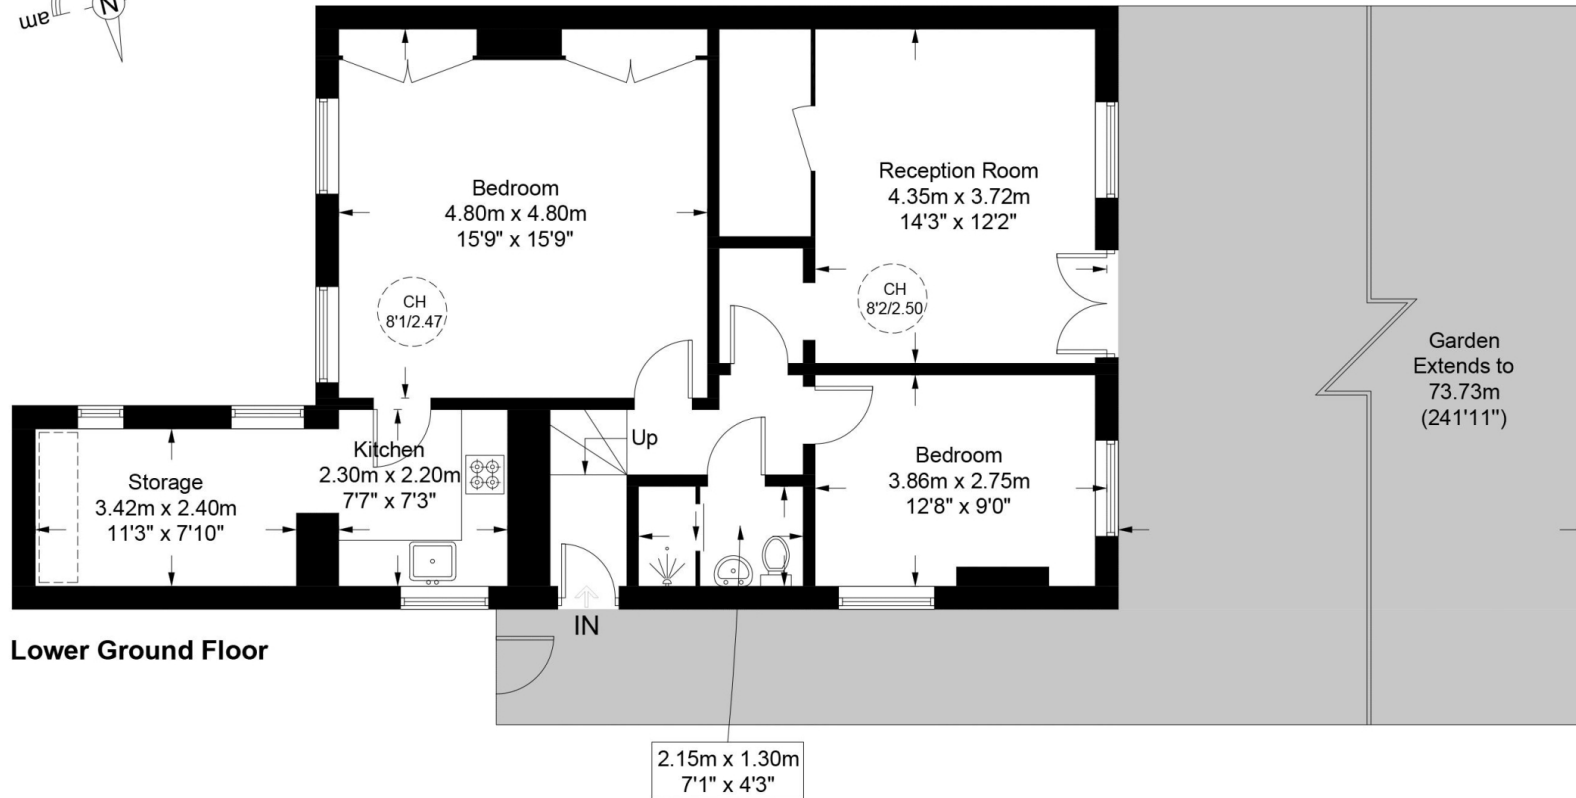 am
N
Bedroom
4.80m x 4.80m
15'9" x 15'9"
CH
8'1/2.47
Reception Room
4.35m x 3.72m
14'3" x 12'2"
CH
8'2/2.50
Garden
Extends to
73.73m
(241'11")
Storage
3.42m x 2.40m
11'3" x 7'10"
Kitchen
2.30m x 2.20m
7'7" x 7'3"
Up
Bedroom
3.86m x 2.75m
12'8" x 9'0"
IN
Lower Ground Floor
2.15m x 1.30m
7'1" x 4'3"